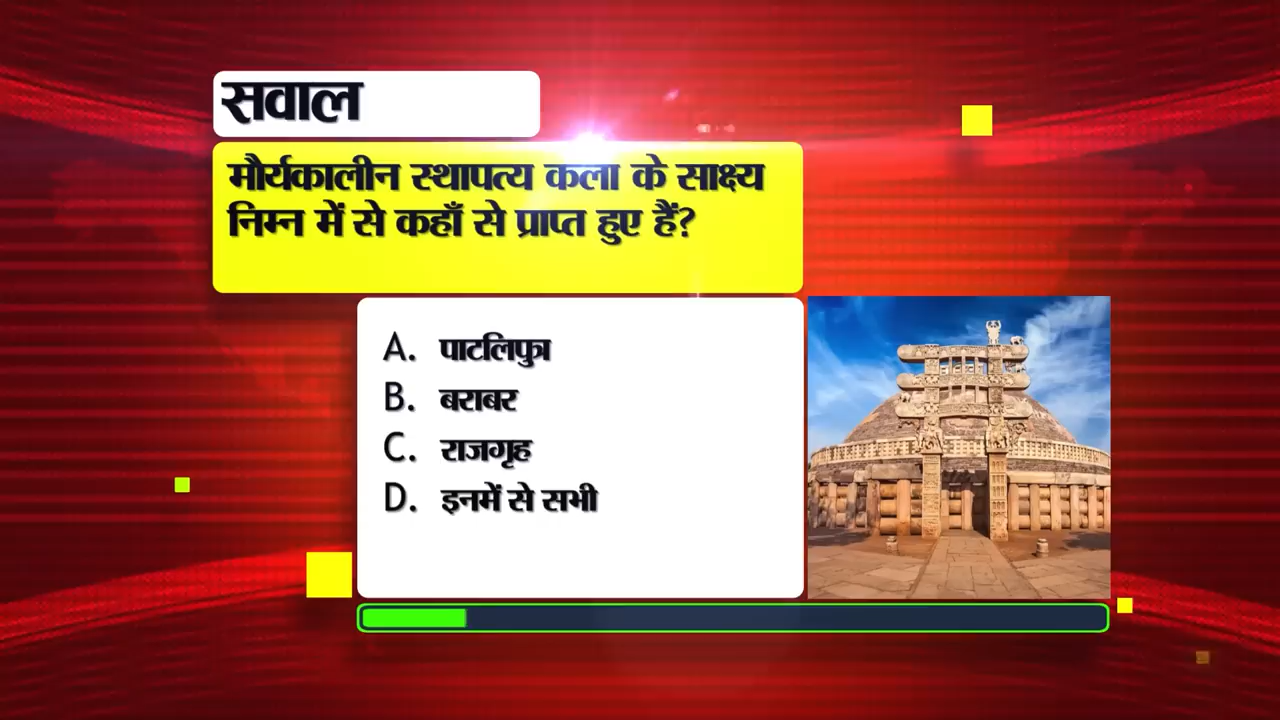 सवाल
मौर्यकालीन स्थापत्य कला के साक्ष्य
निम्न में से कहाँ से प्राप्त हुए हैं?
A. पाटलिफुा
B. बराबर
C. राजगृह
D. इनमें से सभी